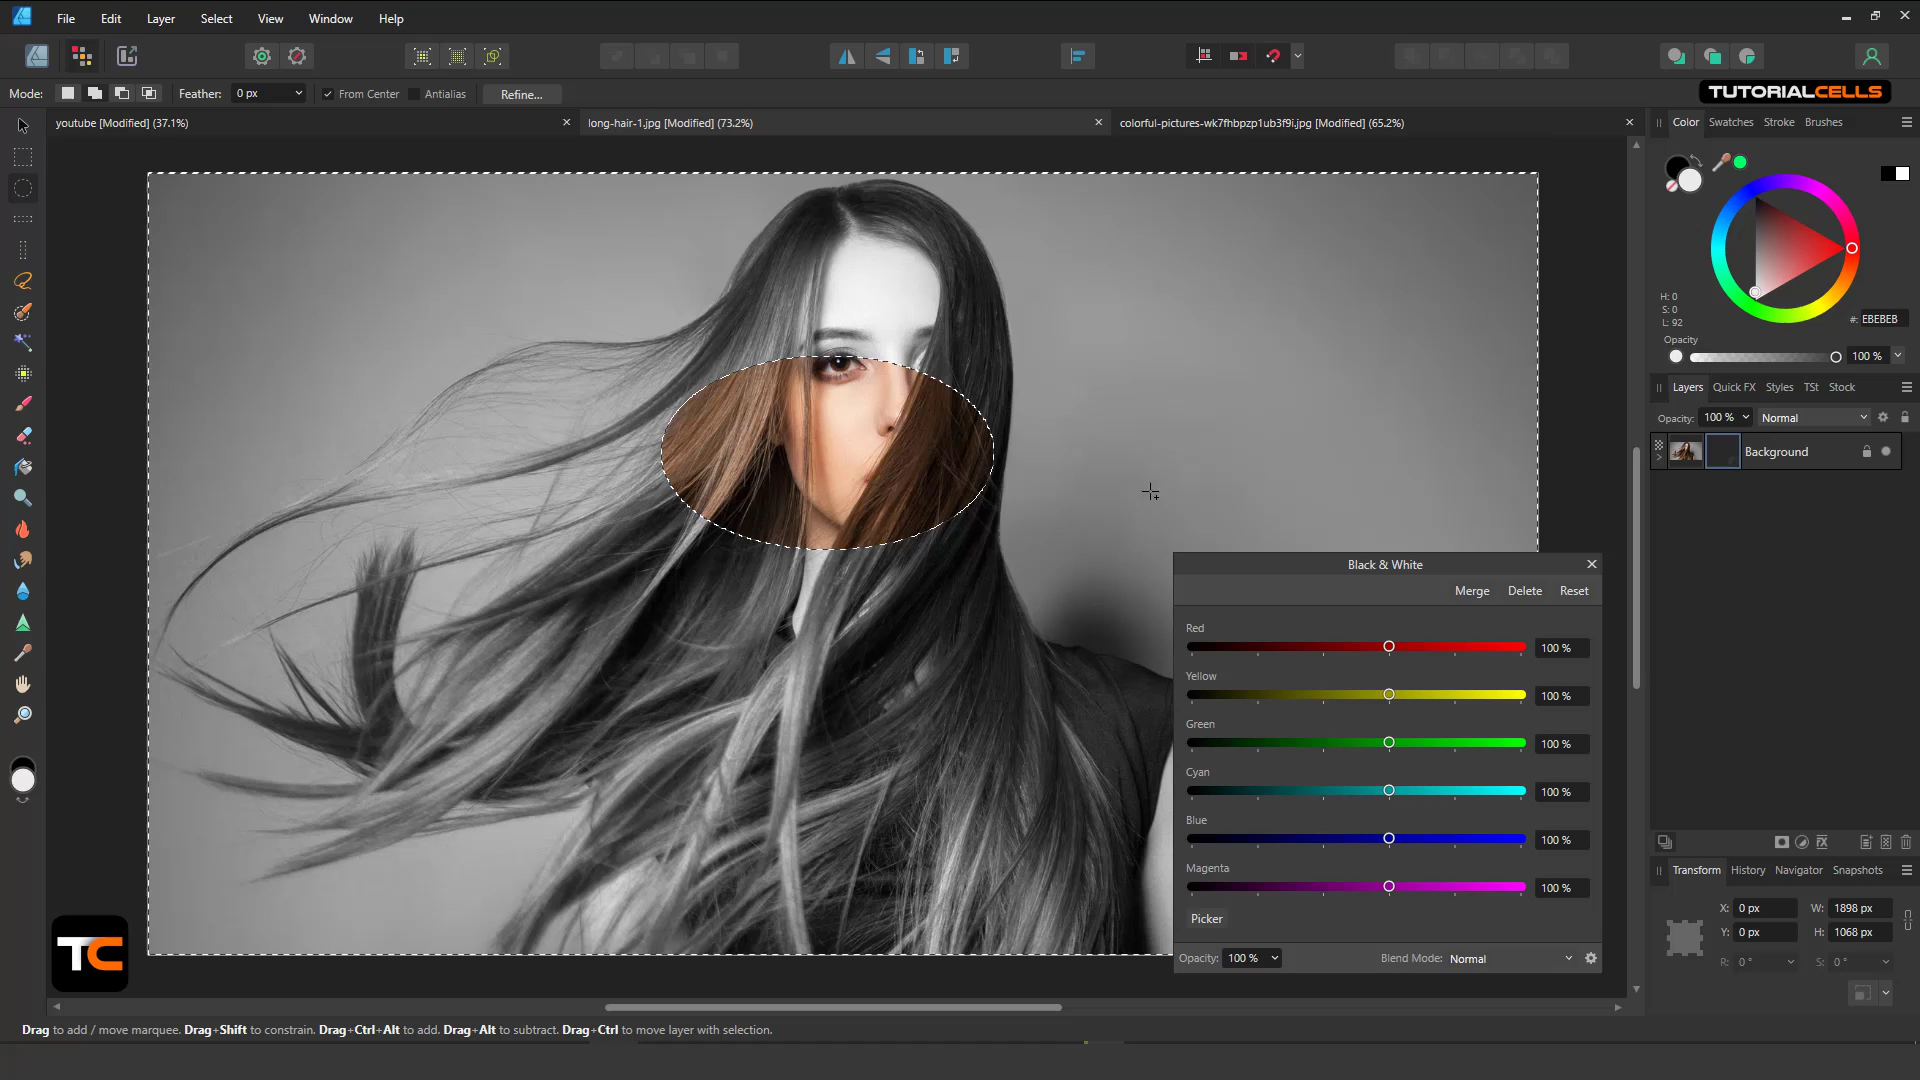 File Edit Layer Select View Window Help
Mode: Feather: 0 px From Center Antialias Refine...
TUTORIALCELLS
youtube [Modified] (37.1%) long-hair-1.jpg [Modified] (73.2%) colorful-pictures-wk7fhbpzp1ub3f9i.jpg [Modified] (65.2%)
Color Swatches Stroke Brushes
H: 0
S: 0
L: 92
#: EBEBEB
Opacity
100 %
Layers Quick FX Styles TSt Stock
Opacity: 100 % Normal
Background
Black & White
Merge Delete Reset
Red
100 %
Yellow
100 %
Green
100 %
Cyan
100 %
Blue
100 %
Magenta
100 %
Picker
Opacity: 100 % Blend Mode: Normal
Transform History Navigator Snapshots
X: 0 px W: 1898 px
Y: 0 px H: 1068 px
R: 0 ° S: 0 °
TC
Drag to add / move marquee. Drag+Shift to constrain. Drag+Ctrl+Alt to add. Drag+Alt to subtract. Drag+Ctrl to move layer with selection.